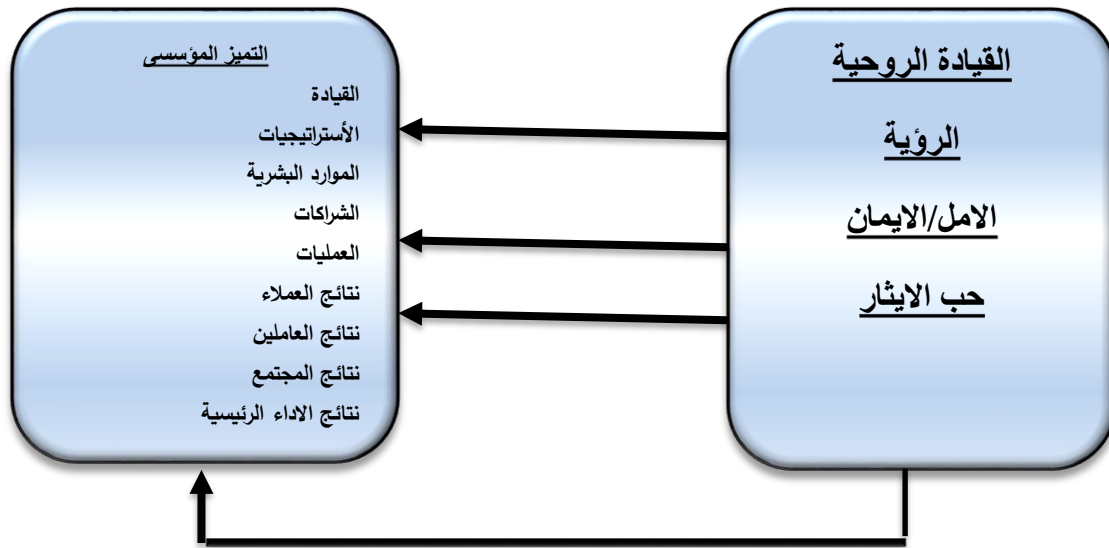 القيادة الروحية
الرؤية
الامل/الايمان
حب الايثار
التميز المؤسسى
القيادة
الأستراتيجيات
الموارد البشرية
الشراكات
العمليات
نتائج العملاء
نتائج العاملين
نتائج المجتمع
نتائج الاداء الرئيسية